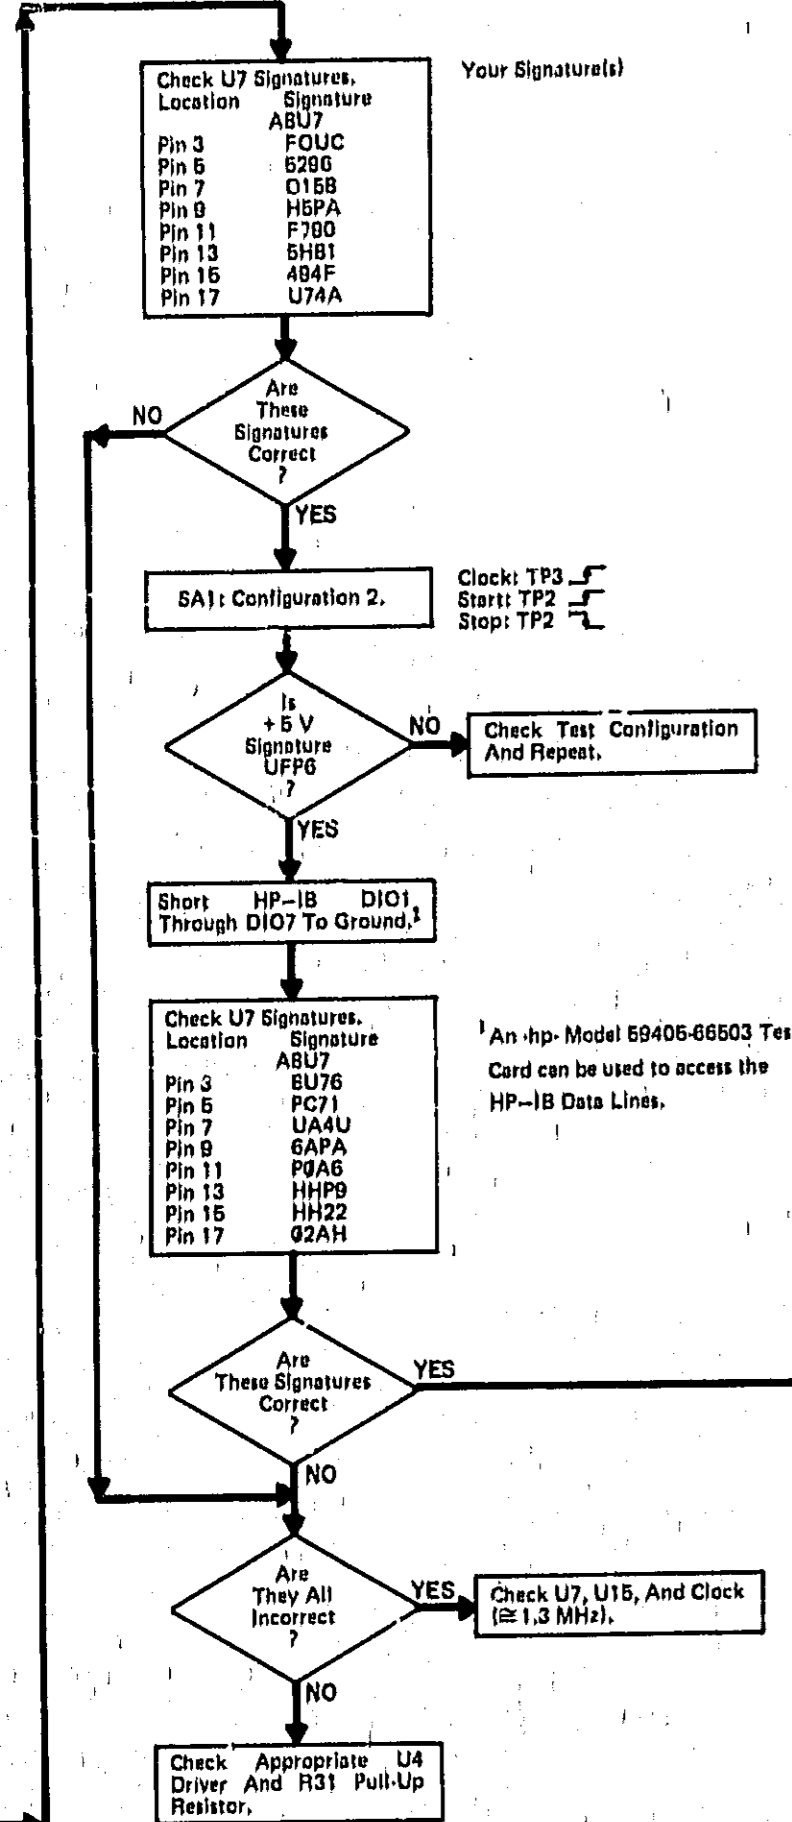 Check U7 Signatures.
Location Signature
ABU7
Pin 3 FOUC
Pin 5 5296
Pin 7 O15B
Pin 9 H5PA
Pin 11 F790
Pin 13 5HB1
Pin 15 484F
Pin 17 U74A
Your Signature(s)
Are
These
Signatures
Correct
?
NO
YES
SA1: Configuration 2.
Clock: TP3
Start: TP2
Stop: TP2
Is
+5 V
Signature
UFP6
?
NO
Check Test Configuration
And Repeat.
YES
Short HP-IB DIO1
Through DIO7 To Ground.1
Check U7 Signatures.
Location Signature
ABU7
Pin 3 6U76
Pin 5 PC71
Pin 7 UA4U
Pin 9 6APA
Pin 11 P0A6
Pin 13 HHP9
Pin 15 HH22
Pin 17 02AH
1 An -hp- Model 59405-66503 Tes
Card can be used to access the
HP-IB Data Lines.
Are
These Signatures
Correct
?
YES
NO
Are
They All
Incorrect
?
YES
Check U7, U15, And Clock
(≅1.3 MHz).
NO
Check Appropriate U4
Driver And R31 Pull-Up
Resistor.